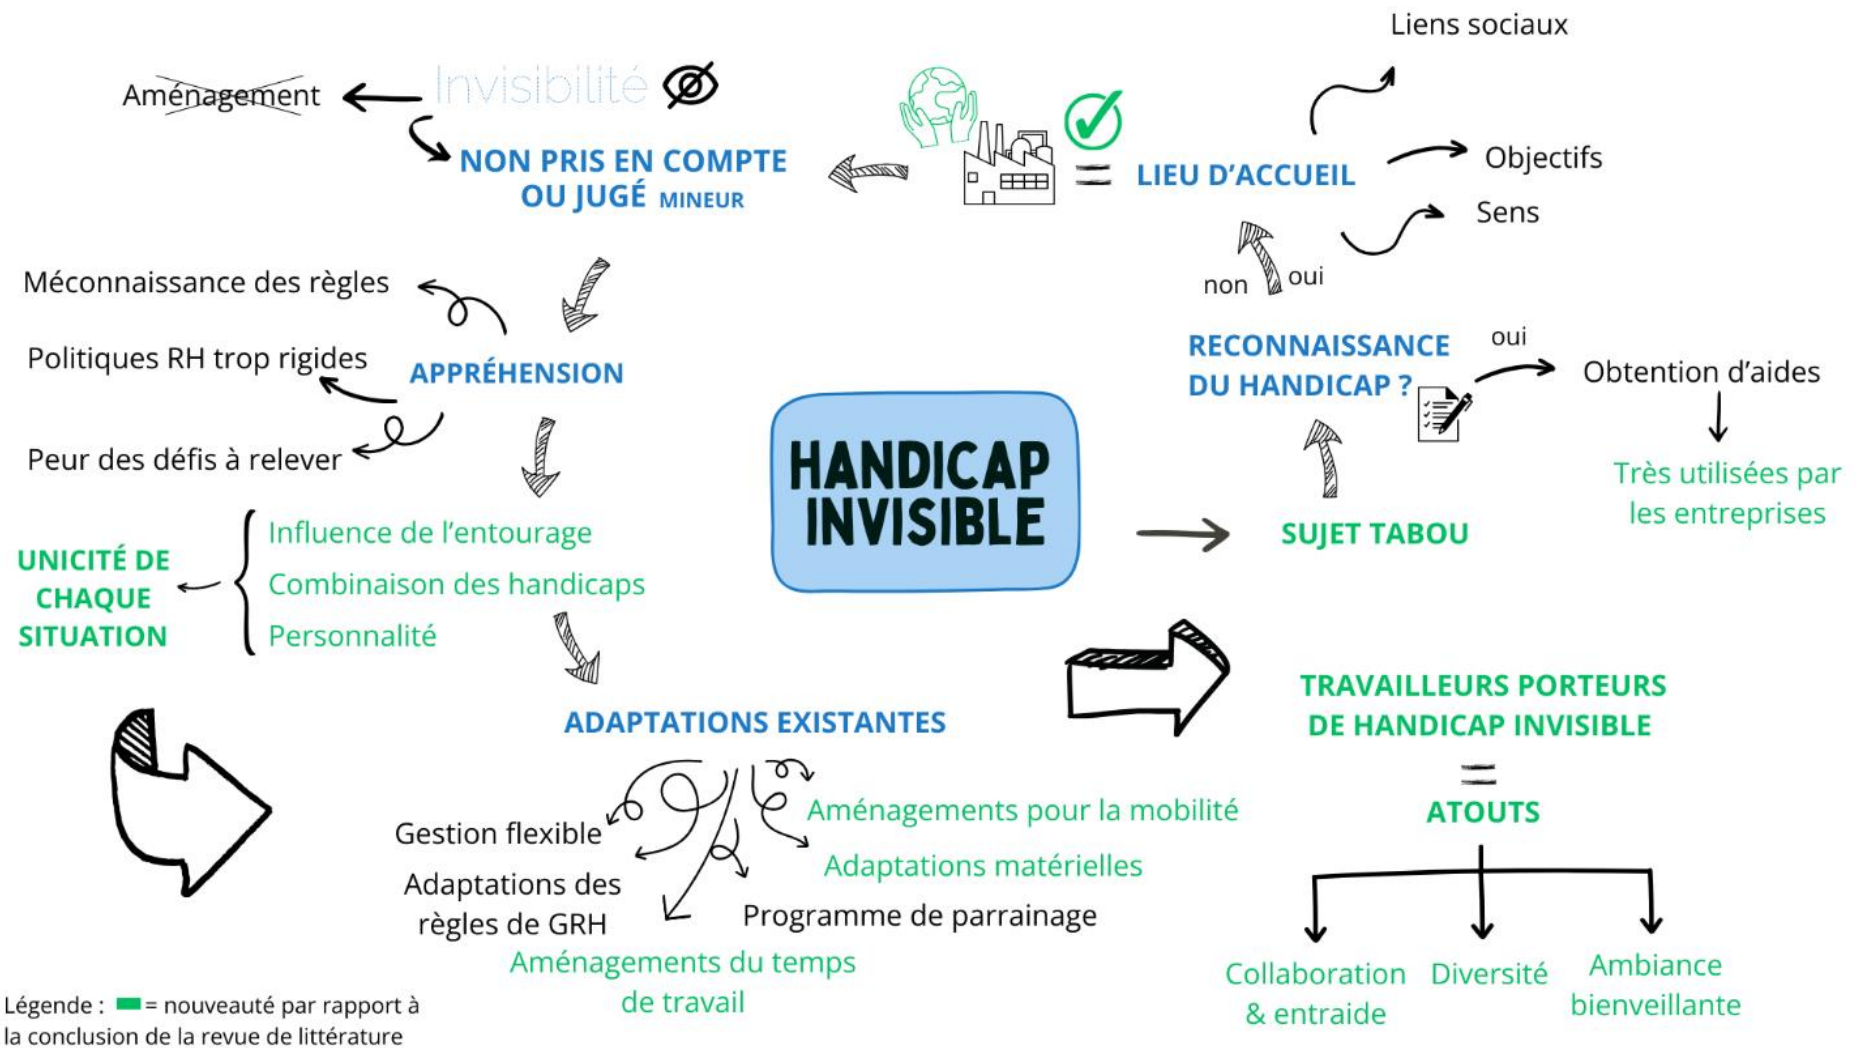 Liens sociaux
Aménagement
Invisibilité
NON PRIS EN COMPTE
OU JUGÉ MINEUR
LIEU D’ACCUEIL
Objectifs
Sens
non
oui
Méconnaissance des règles
Politiques RH trop rigides
APPRÉHENSION
Peur des défis à relever
RECONNAISSANCE
DU HANDICAP ?
oui
Obtention d’aides
Très utilisées par
les entreprises
HANDICAP
INVISIBLE
SUJET TABOU
UNICITÉ DE
CHAQUE
SITUATION
Influence de l’entourage
Combinaison des handicaps
Personnalité
ADAPTATIONS EXISTANTES
Gestion flexible
Adaptations des
règles de GRH
Aménagements du temps
de travail
Programme de parrainage
Adaptations matérielles
Aménagements pour la mobilité
TRAVAILLEURS PORTEURS
DE HANDICAP INVISIBLE
=
ATOUTS
Collaboration
& entraide
Diversité
Ambiance
bienveillante
Légende : = nouveauté par rapport à
la conclusion de la revue de littérature